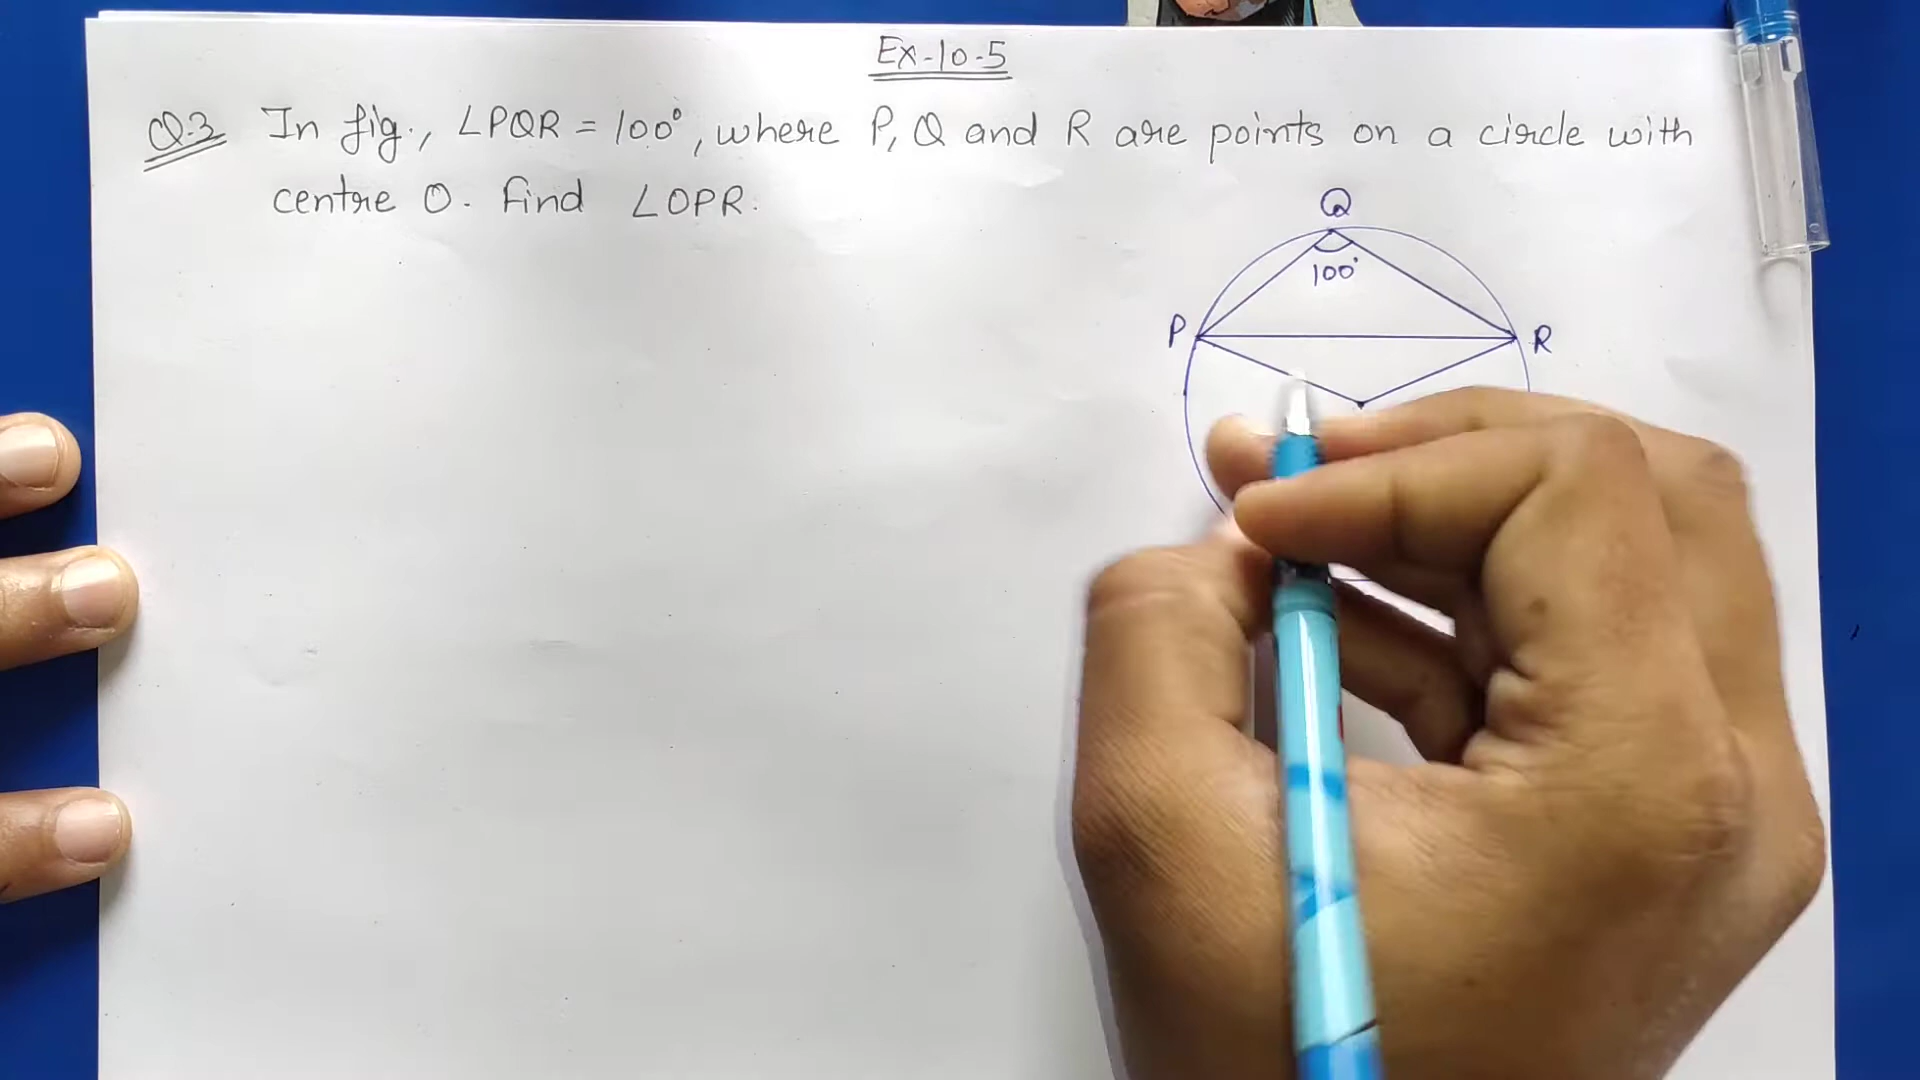 Ex-10.5
Q.3 In fig., ∠PQR = 100°, where P, Q and R are points on a circle with
centre O. Find ∠OPR.
Q
100°
P R